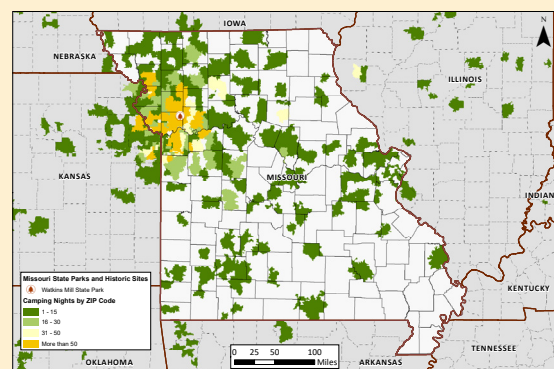 IOWA
N
NEBRASKA
ILLINOIS
KANSAS
MISSOURI
INDIAN
Missouri State Parks and Historic Sites
Watkins Mill State Park
Camping Nights by ZIP Code
1 - 15
16 - 30
31 - 50
More than 50
KENTUCKY
0 25 50 100
Miles
TENNESSEE
OKLAHOMA
ARKANSAS